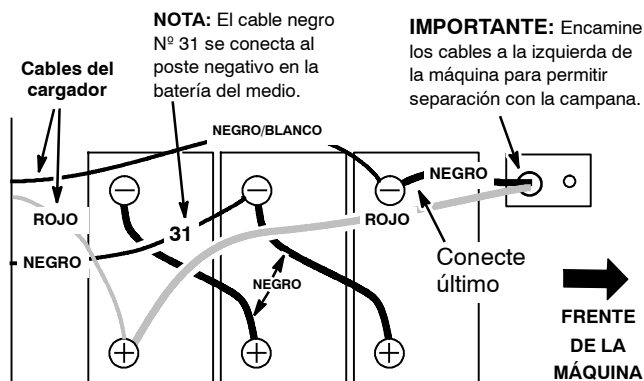 NOTA: El cable negro
Nº 31 se conecta al
poste negativo en la
batería del medio.
IMPORTANTE: Encamine
los cables a la izquierda de
la máquina para permitir
separación con la campana.
Cables del
cargador
NEGRO/BLANCO
NEGRO
ROJO
31
ROJO
NEGRO
NEGRO
Conecte
último
FRENTE
DE LA
MÁQUINA